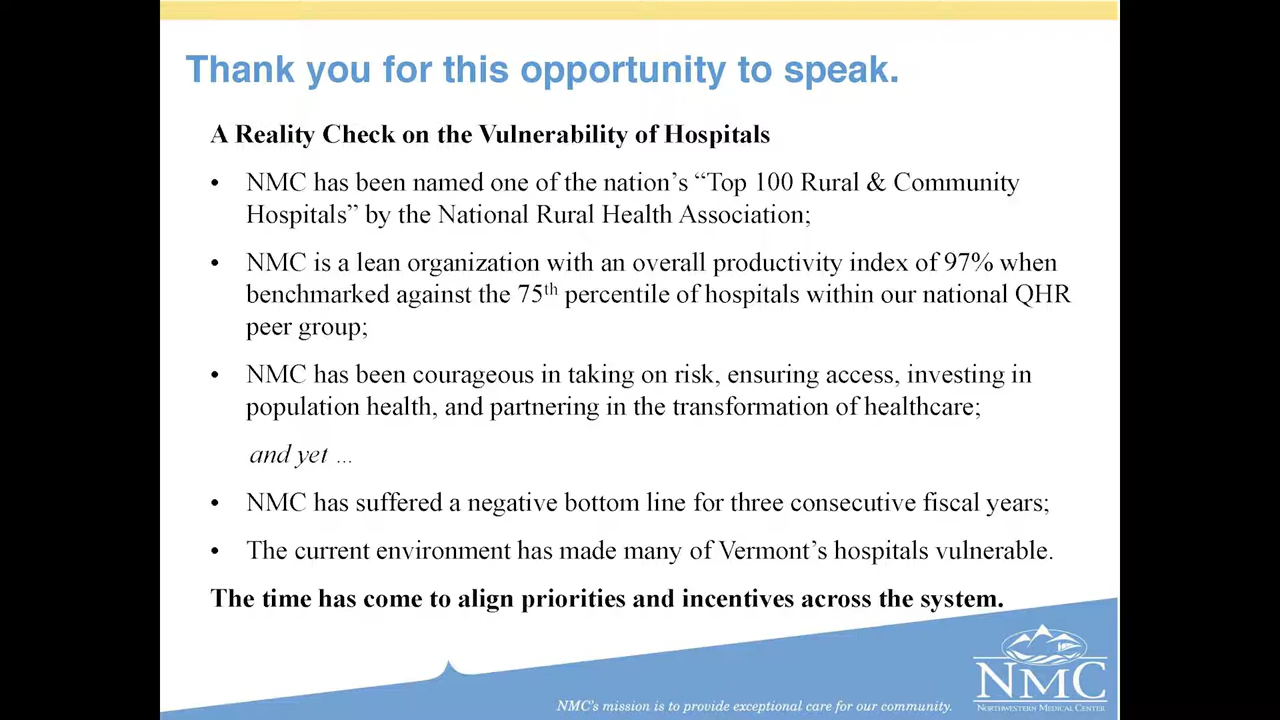 Thank you for this opportunity to speak.
A Reality Check on the Vulnerability of Hospitals
• NMC has been named one of the nation’s “Top 100 Rural & Community
Hospitals” by the National Rural Health Association;
• NMC is a lean organization with an overall productivity index of 97% when
benchmarked against the 75th percentile of hospitals within our national QHR
peer group;
• NMC has been courageous in taking on risk, ensuring access, investing in
population health, and partnering in the transformation of healthcare;
and yet ...
• NMC has suffered a negative bottom line for three consecutive fiscal years;
• The current environment has made many of Vermont’s hospitals vulnerable.
The time has come to align priorities and incentives across the system.
NMC
NORTHWESTERN MEDICAL CENTER
NMC’s mission is to provide exceptional care for our community.